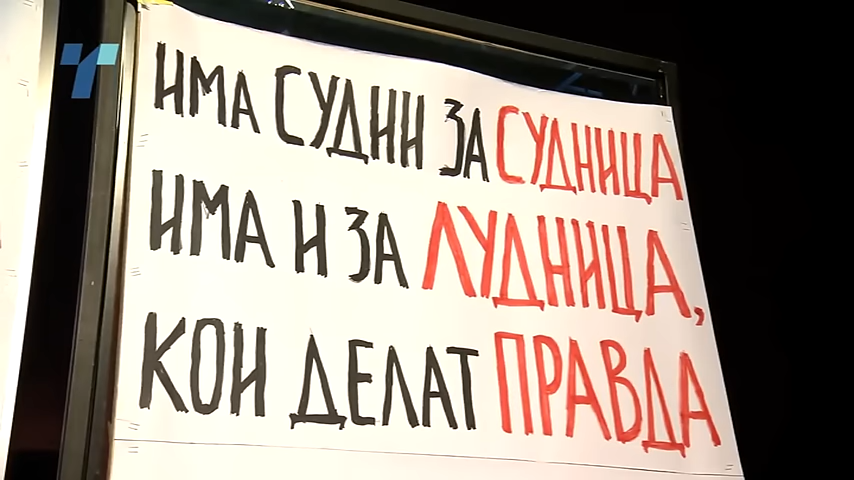 ИМА СУДИИ ЗА СУДНИЦА
ИМА И ЗА ЛУДНИЦА,
КОИ ДЕЛАТ ПРАВДА